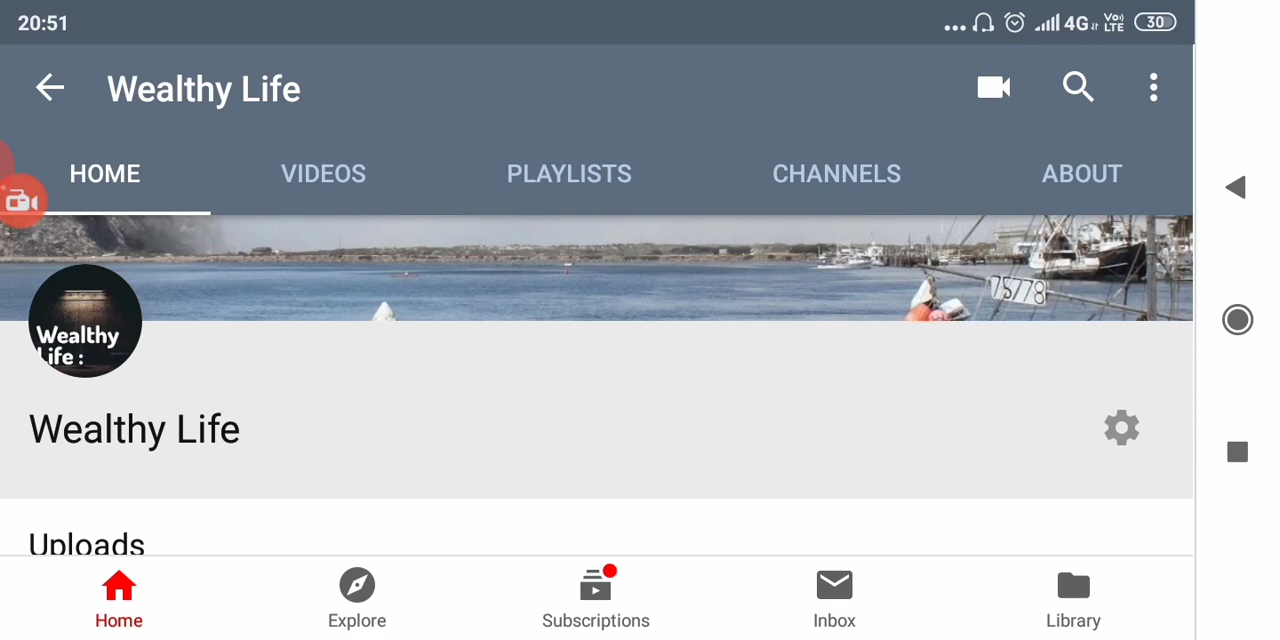 20:51
4G
Vo))
LTE
30
Wealthy Life
HOME
VIDEOS
PLAYLISTS
CHANNELS
ABOUT
75778
Wealthy
Life :
Wealthy Life
Uploads
Home
Explore
Subscriptions
Inbox
Library